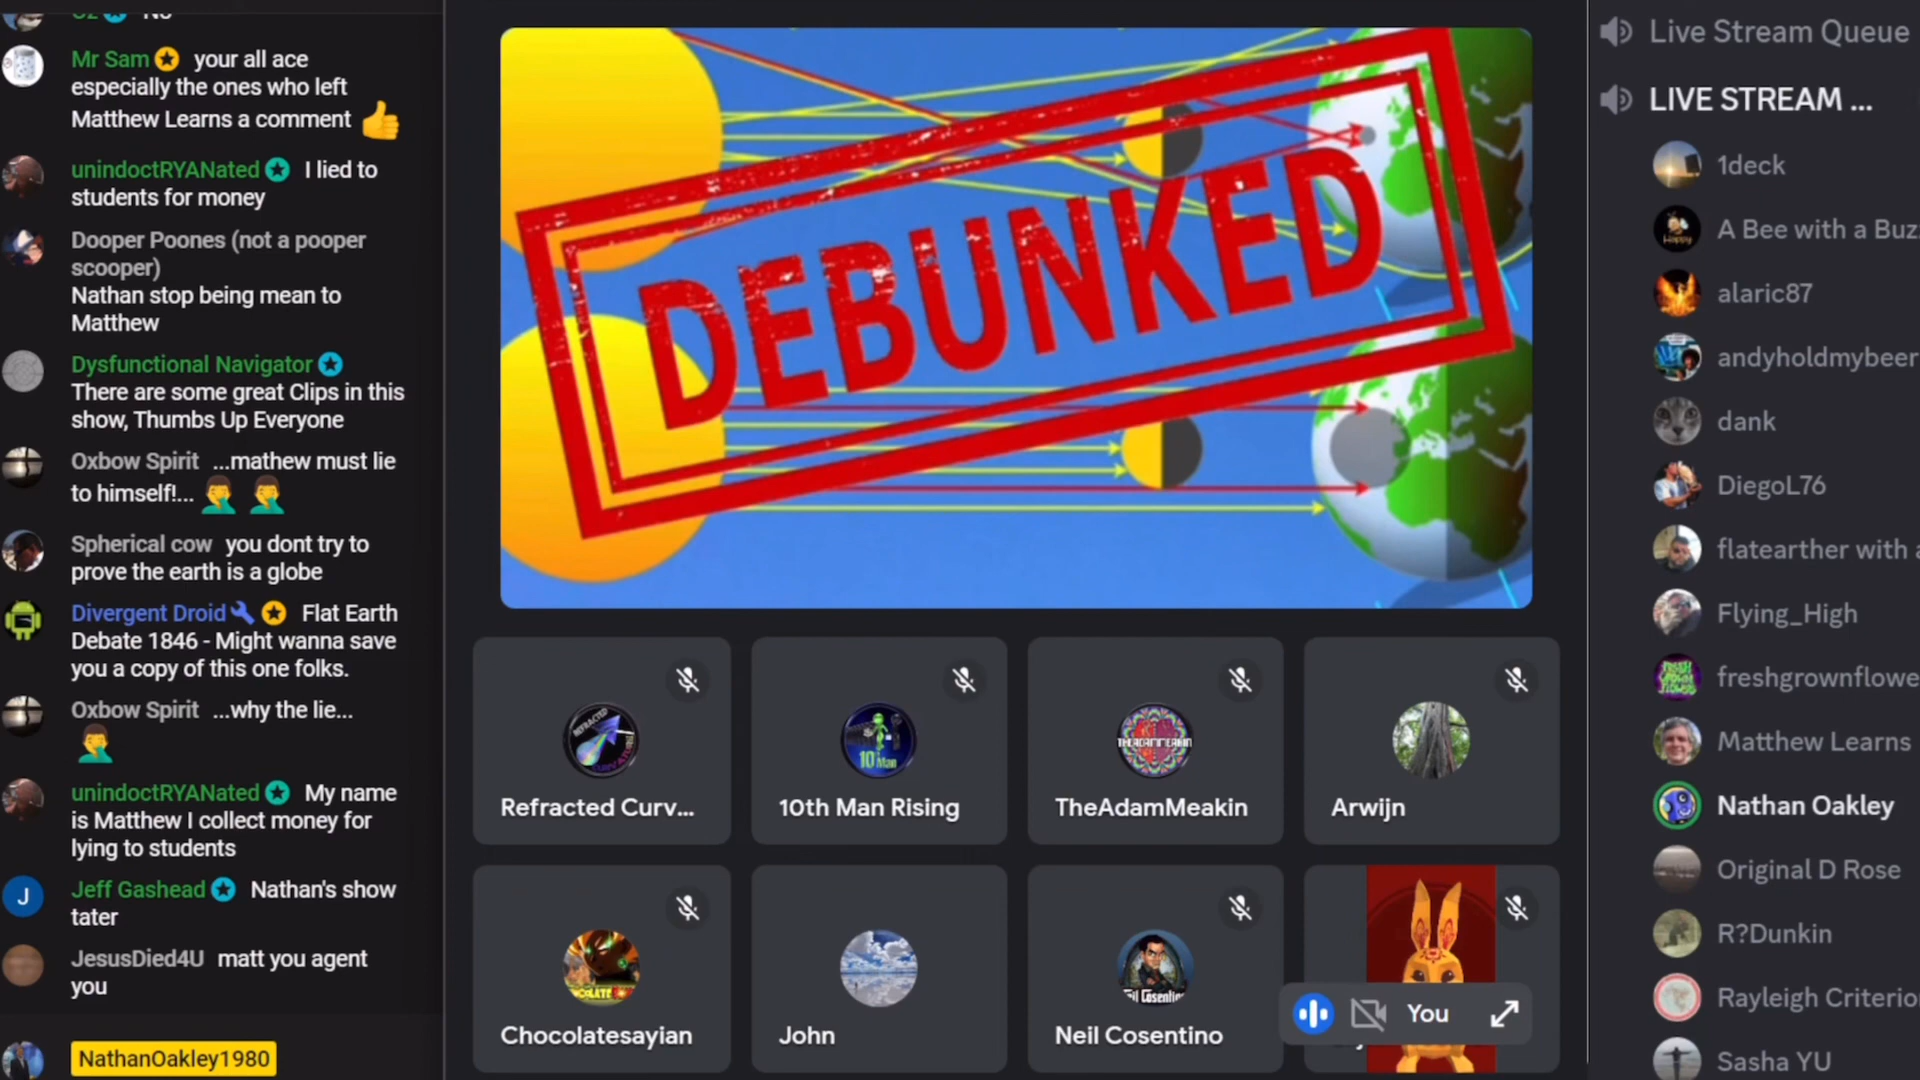 No
Mr Sam your all ace
especially the ones who left
Matthew Learns a comment
unindoctRYANated I lied to
students for money
Dooper Poones (not a pooper
scooper)
Nathan stop being mean to
Matthew
Dysfunctional Navigator
There are some great Clips in this
show, Thumbs Up Everyone
Oxbow Spirit ...mathew must lie
to himself!...
Spherical cow you dont try to
prove the earth is a globe
Divergent Droid Flat Earth
Debate 1846 - Might wanna save
you a copy of this one folks.
Oxbow Spirit ...why the lie...
unindoctRYANated My name
is Matthew I collect money for
lying to students
J
Jeff Gashead Nathan's show
tater
JesusDied4U matt you agent
you
NathanOakley1980
DEBUNKED
REFRACTED
Refracted Curv...
10th Man
10th Man Rising
THEADAMMEAKIN
TheAdamMeakin
Arwijn
Chocolatesayian
John
Neil Cosentino
You
Live Stream Queue
LIVE STREAM ...
1deck
Happy
A Bee with a Buz
alaric87
andyholdmybeer
dank
DiegoL76
flatearther with
Flying_High
freshgrownflowe
Matthew Learns
Nathan Oakley
Original D Rose
R?Dunkin
Rayleigh Criterio
Sasha YU